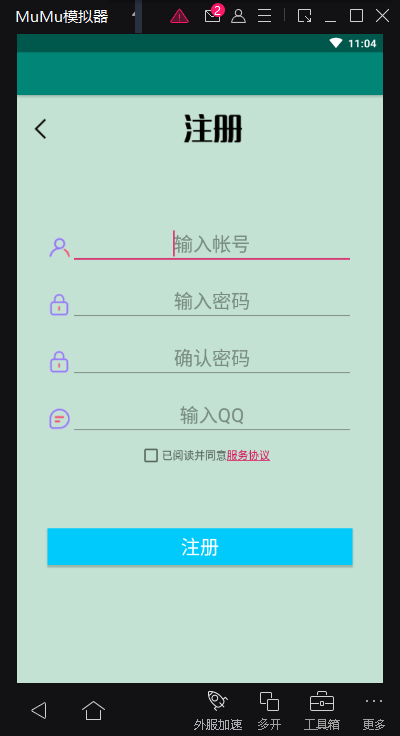 MuMu模拟器
2
11:04
注册
输入帐号
输入密码
确认密码
输入QQ
已阅读并同意服务协议
注册
外服加速 多开 工具箱 更多